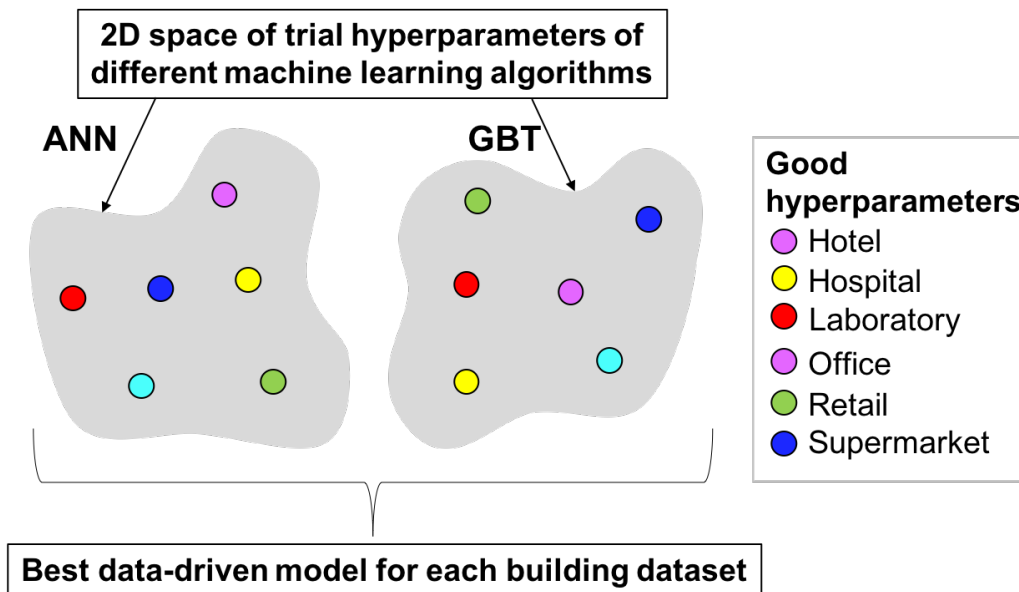 2D space of trial hyperparameters of
different machine learning algorithms
ANN
GBT
Good
hyperparameters
Hotel
Hospital
Laboratory
Office
Retail
Supermarket
Best data-driven model for each building dataset